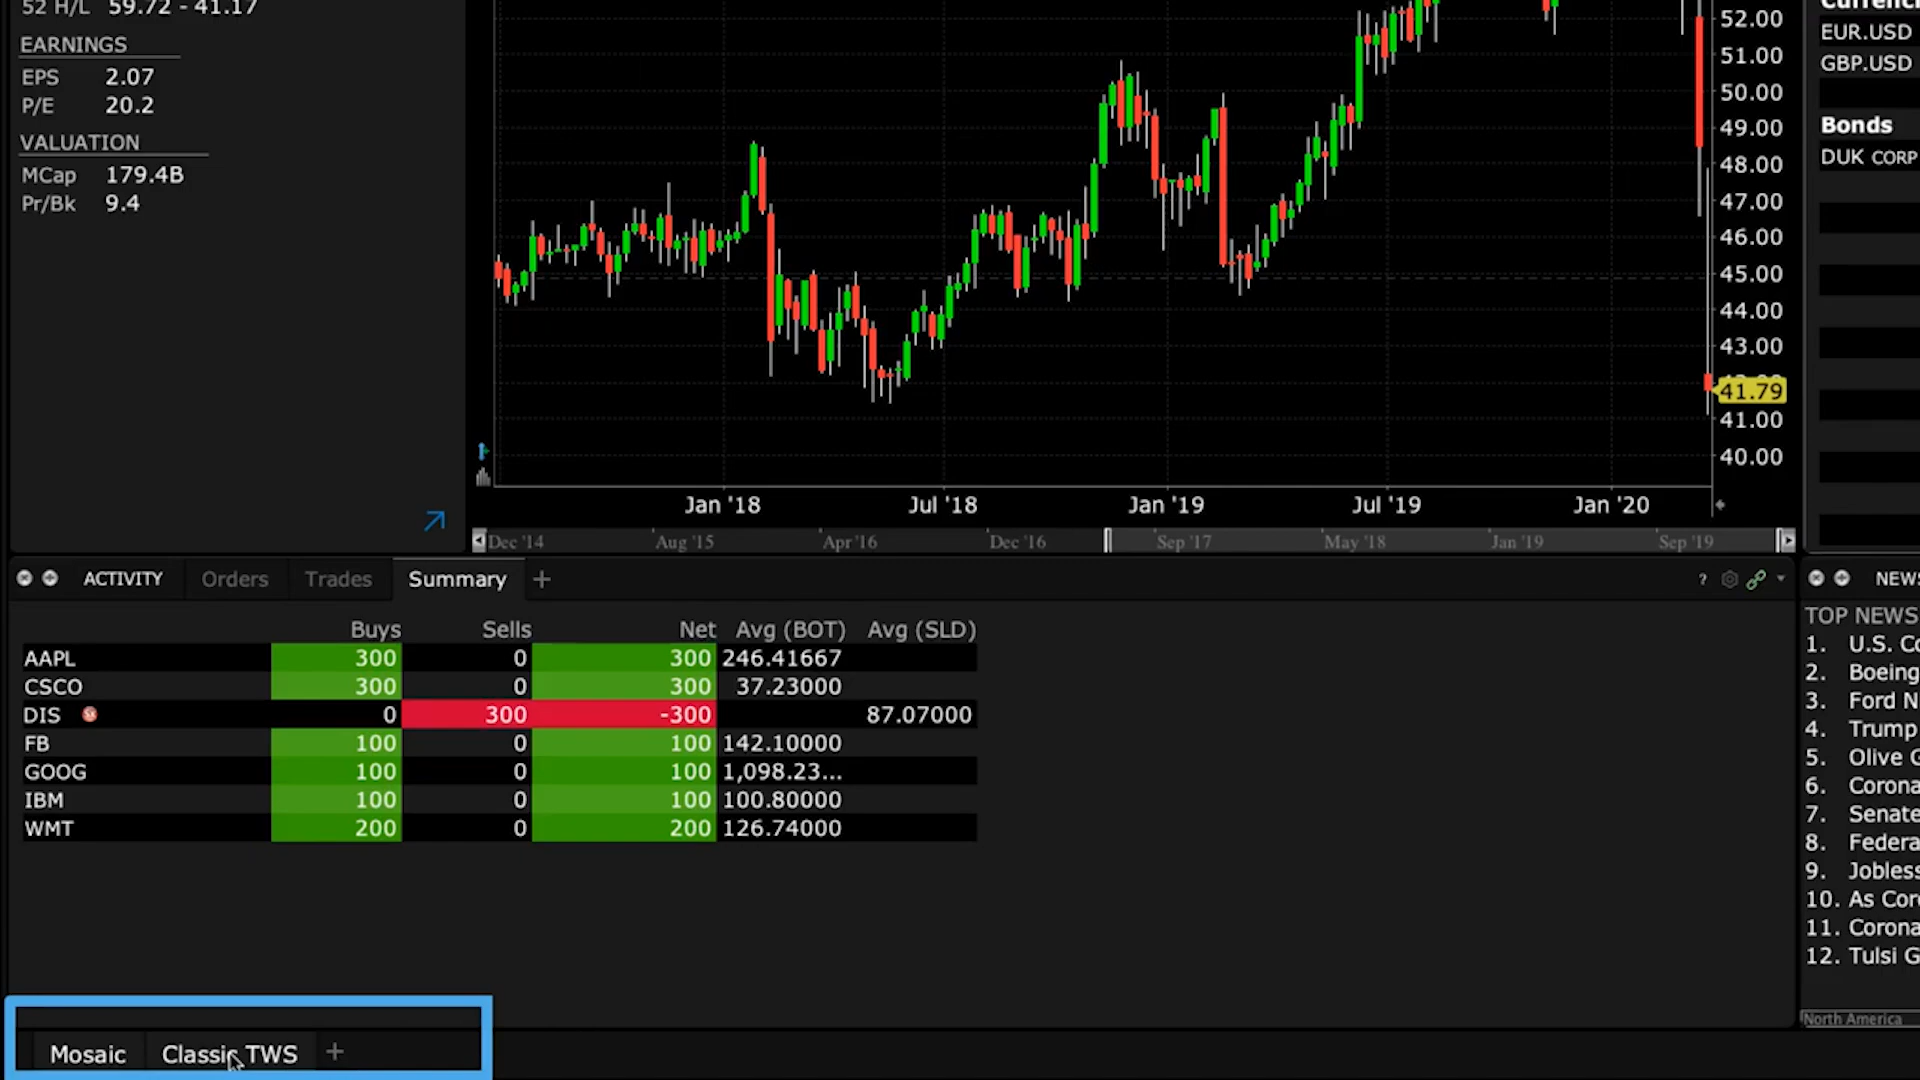 52 H/L 59.72 - 41.17
EARNINGS
EPS 2.07
P/E 20.2
VALUATION
MCap 179.4B
Pr/Bk 9.4
52.00
51.00
50.00
49.00
48.00
47.00
46.00
45.00
44.00
43.00
41.79
41.00
40.00
Jan '18 Jul '18 Jan '19 Jul '19 Jan '20
Dec '14 Aug '15 Apr '16 Dec '16 Sep '17 May '18 Jan '19 Sep '19
EUR.USD
GBP.USD
Bonds
DUK CORP
ACTIVITY Orders Trades Summary +
?
Buys Sells Net Avg (BOT) Avg (SLD)
AAPL 300 0 300 246.41667
CSCO 300 0 300 37.23000
DIS 0 300 -300 87.07000
FB 100 0 100 142.10000
GOOG 100 0 100 1,098.23...
IBM 100 0 100 100.80000
WMT 200 0 200 126.74000
NEWS
TOP NEWS
1. U.S. Co
2. Boeing
3. Ford N
4. Trump
5. Olive G
6. Corona
7. Senate
8. Federa
9. Jobless
10. As Coro
11. Corona
12. Tulsi G
North America
Mosaic Classic TWS +